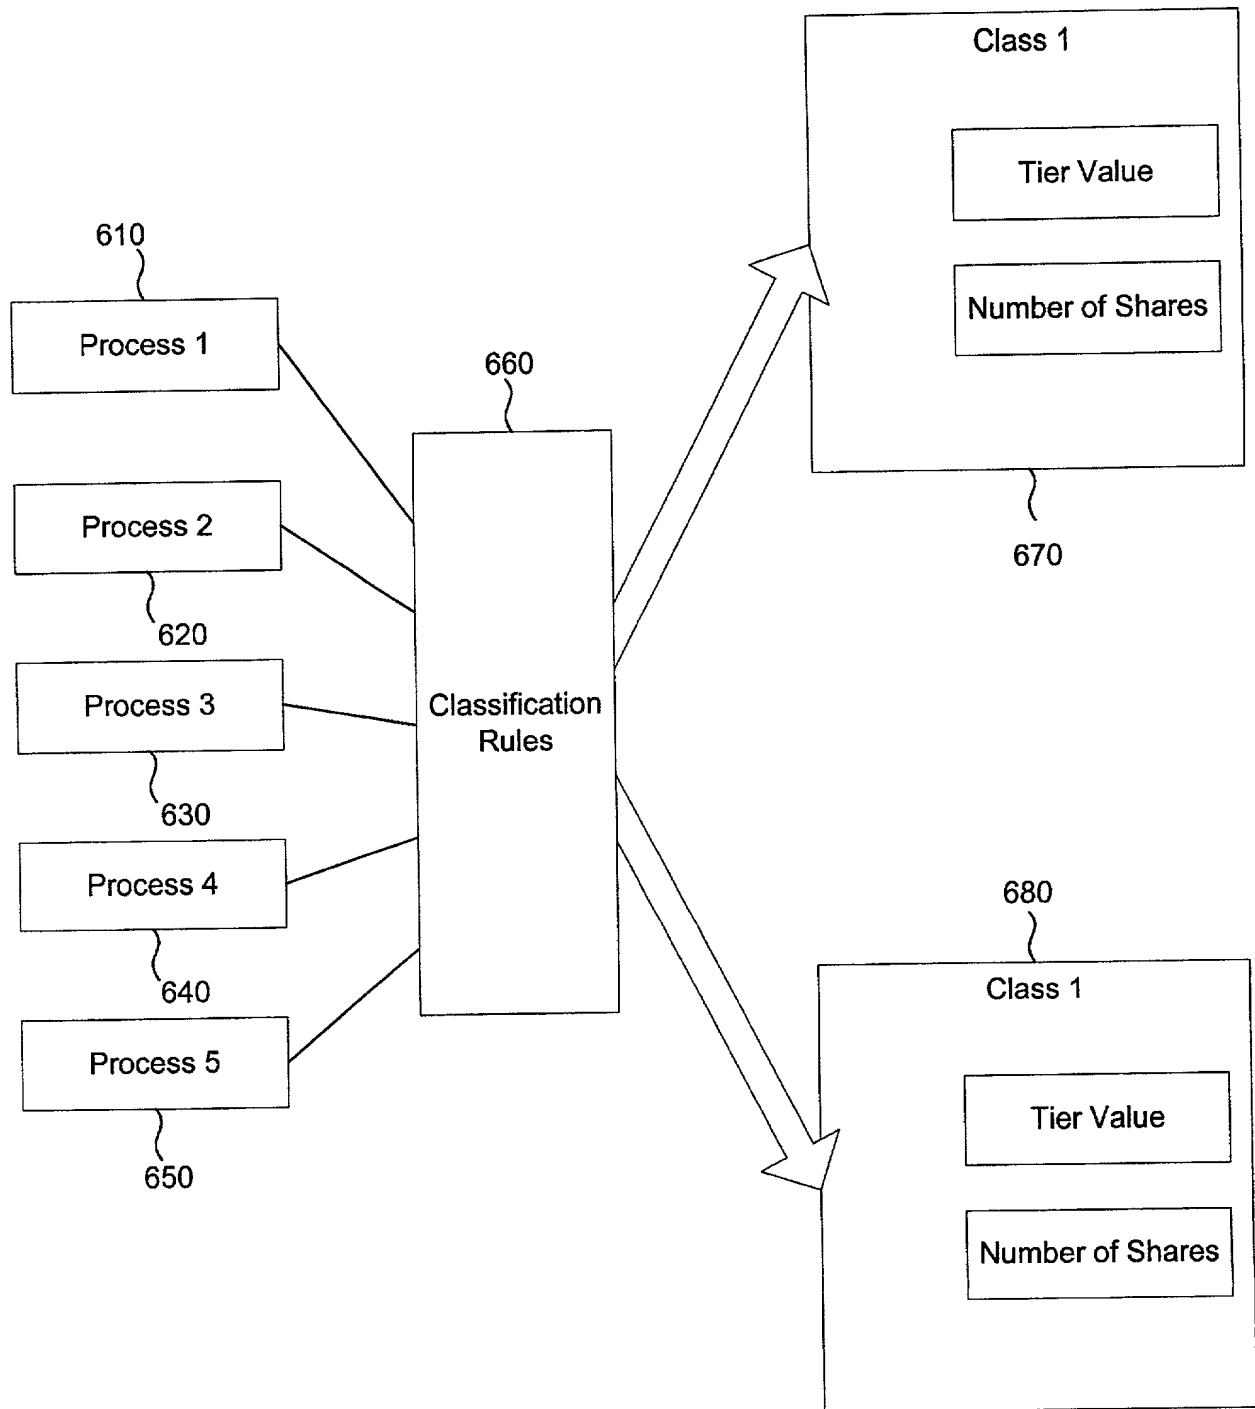 Class 1
Tier Value
Number of Shares
670
610
Process 1
Process 2
620
Process 3
630
Process 4
640
Process 5
650
660
Classification
Rules
680
Class 1
Tier Value
Number of Shares